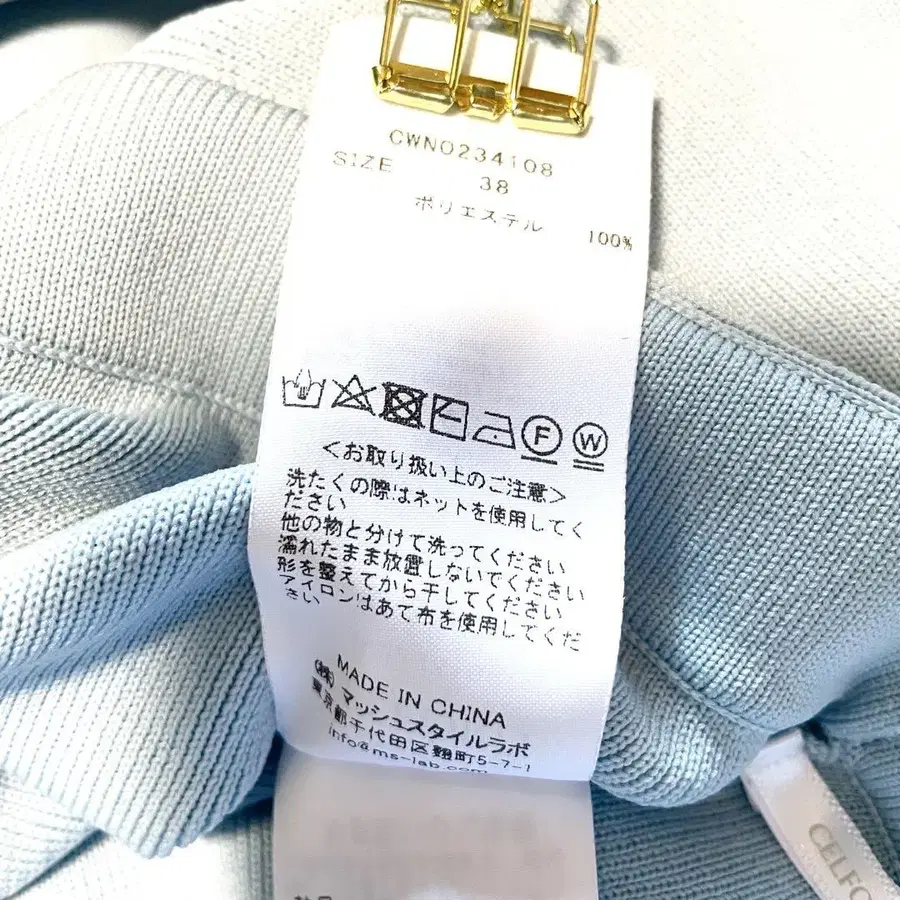 CWNO234108
SIZE 38
ポリエステル 100%
F W
<お取り扱い上のご注意>
洗たくの際はネットを使用してく
ださい
他の物と分けて洗ってください
濡れたまま放置しないでください
形を整えてから干してください
アイロンはあて布を使用してくだ
さい
MADE IN CHINA
(株)マッシュスタイルラボ
東京都千代田区麹町5-7-1
info@ms-lab.com
CELFO